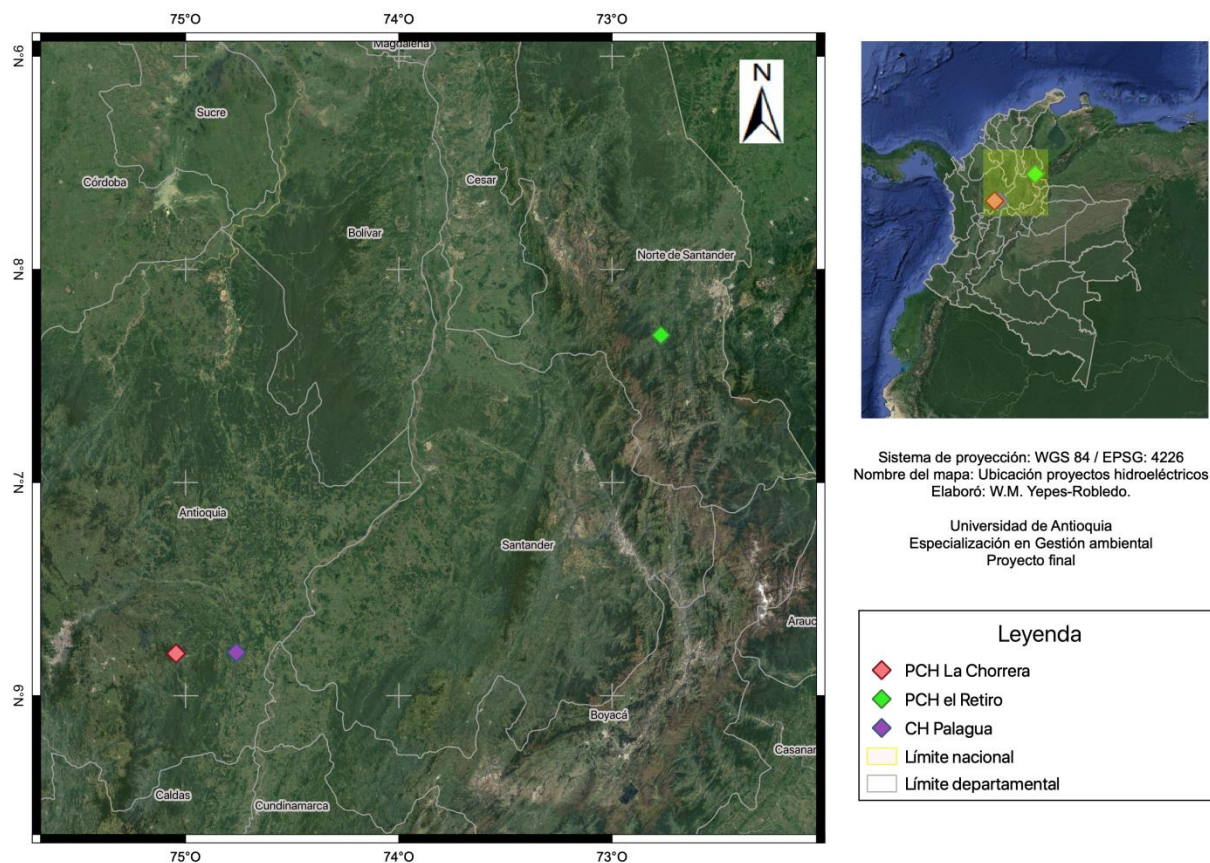 75°O
74°O
73°O
9°N
8°N
7°N
6°N
Magdalena
Sucre
Córdoba
Cesar
Bolívar
Norte de Santander
Antioquia
Santander
Arauc
Boyacá
Casanar
Caldas
Cundinamarca
75°O
74°O
73°O
N
Sistema de proyección: WGS 84 / EPSG: 4226
Nombre del mapa: Ubicación proyectos hidroeléctricos
Elaboró: W.M. Yepes-Robledo.
Universidad de Antioquia
Especialización en Gestión ambiental
Proyecto final
Leyenda
PCH La Chorrera
PCH el Retiro
CH Palagua
Límite nacional
Límite departamental